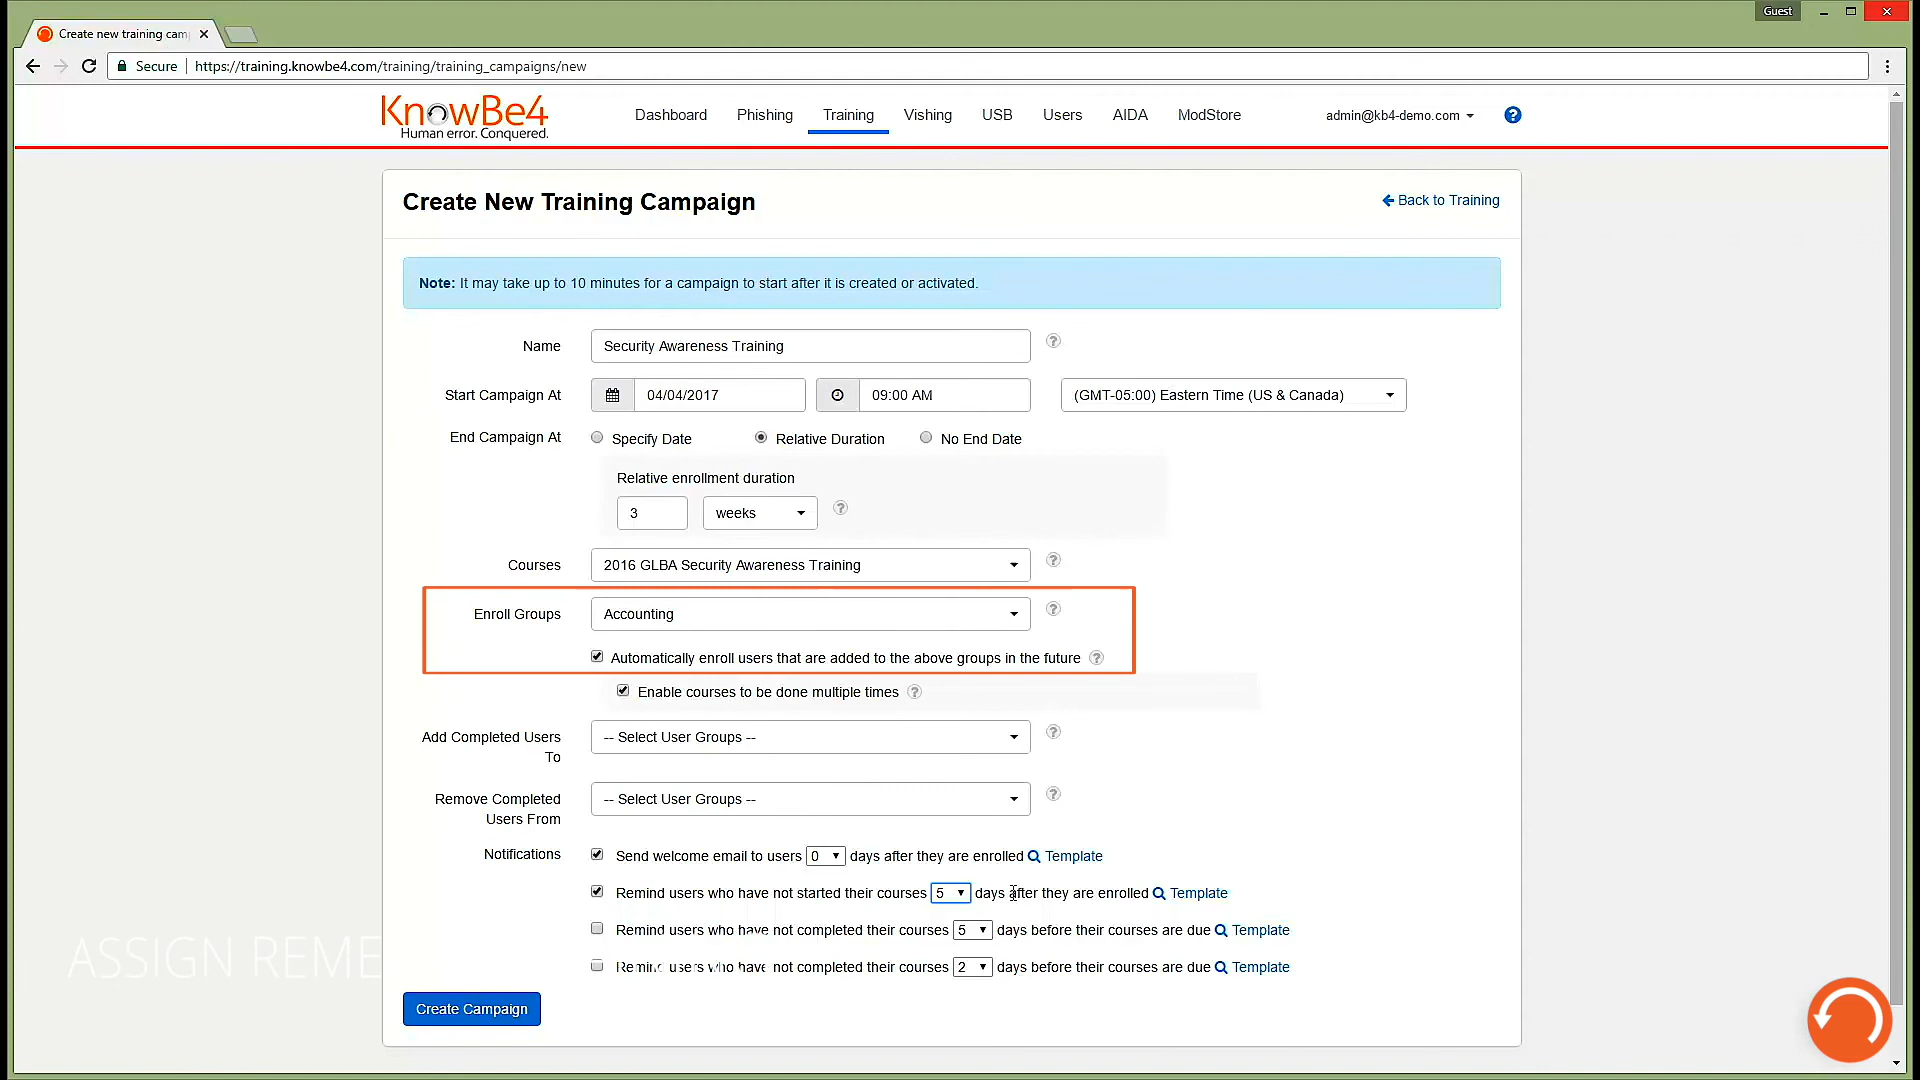 Guest
Create new training cam
Secure https://training.knowbe4.com/training/training_campaigns/new
KnowBe4
Human error. Conquered.
Dashboard Phishing Training Vishing USB Users AIDA ModStore admin@kb4-demo.com
Create New Training Campaign
Back to Training
Note: It may take up to 10 minutes for a campaign to start after it is created or activated.
Name Security Awareness Training
Start Campaign At 04/04/2017 09:00 AM (GMT-05:00) Eastern Time (US & Canada)
End Campaign At Specify Date Relative Duration No End Date
Relative enrollment duration
3 weeks
Courses 2016 GLBA Security Awareness Training
Enroll Groups Accounting
Automatically enroll users that are added to the above groups in the future
Enable courses to be done multiple times
Add Completed Users To -- Select User Groups --
Remove Completed Users From -- Select User Groups --
Notifications Send welcome email to users 0 days after they are enrolled Template
Remind users who have not started their courses 5 days after they are enrolled Template
Remind users who have not completed their courses 5 days before their courses are due Template
Remind users who have not completed their courses 2 days before their courses are due Template
ASSIGN REME
Create Campaign